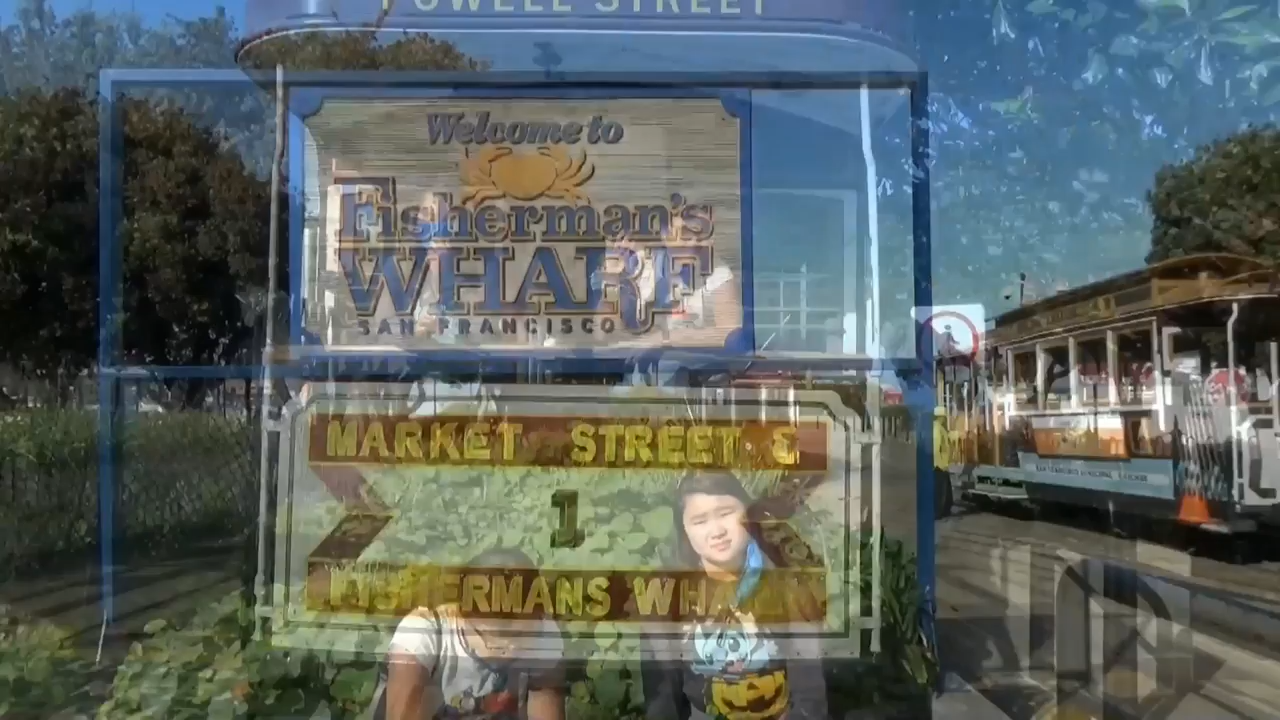 POWELL STREET
Welcome to
Fisherman's
WHARF
SAN FRANCISCO
MARKET STREET &
1
FISHERMANS WHARF